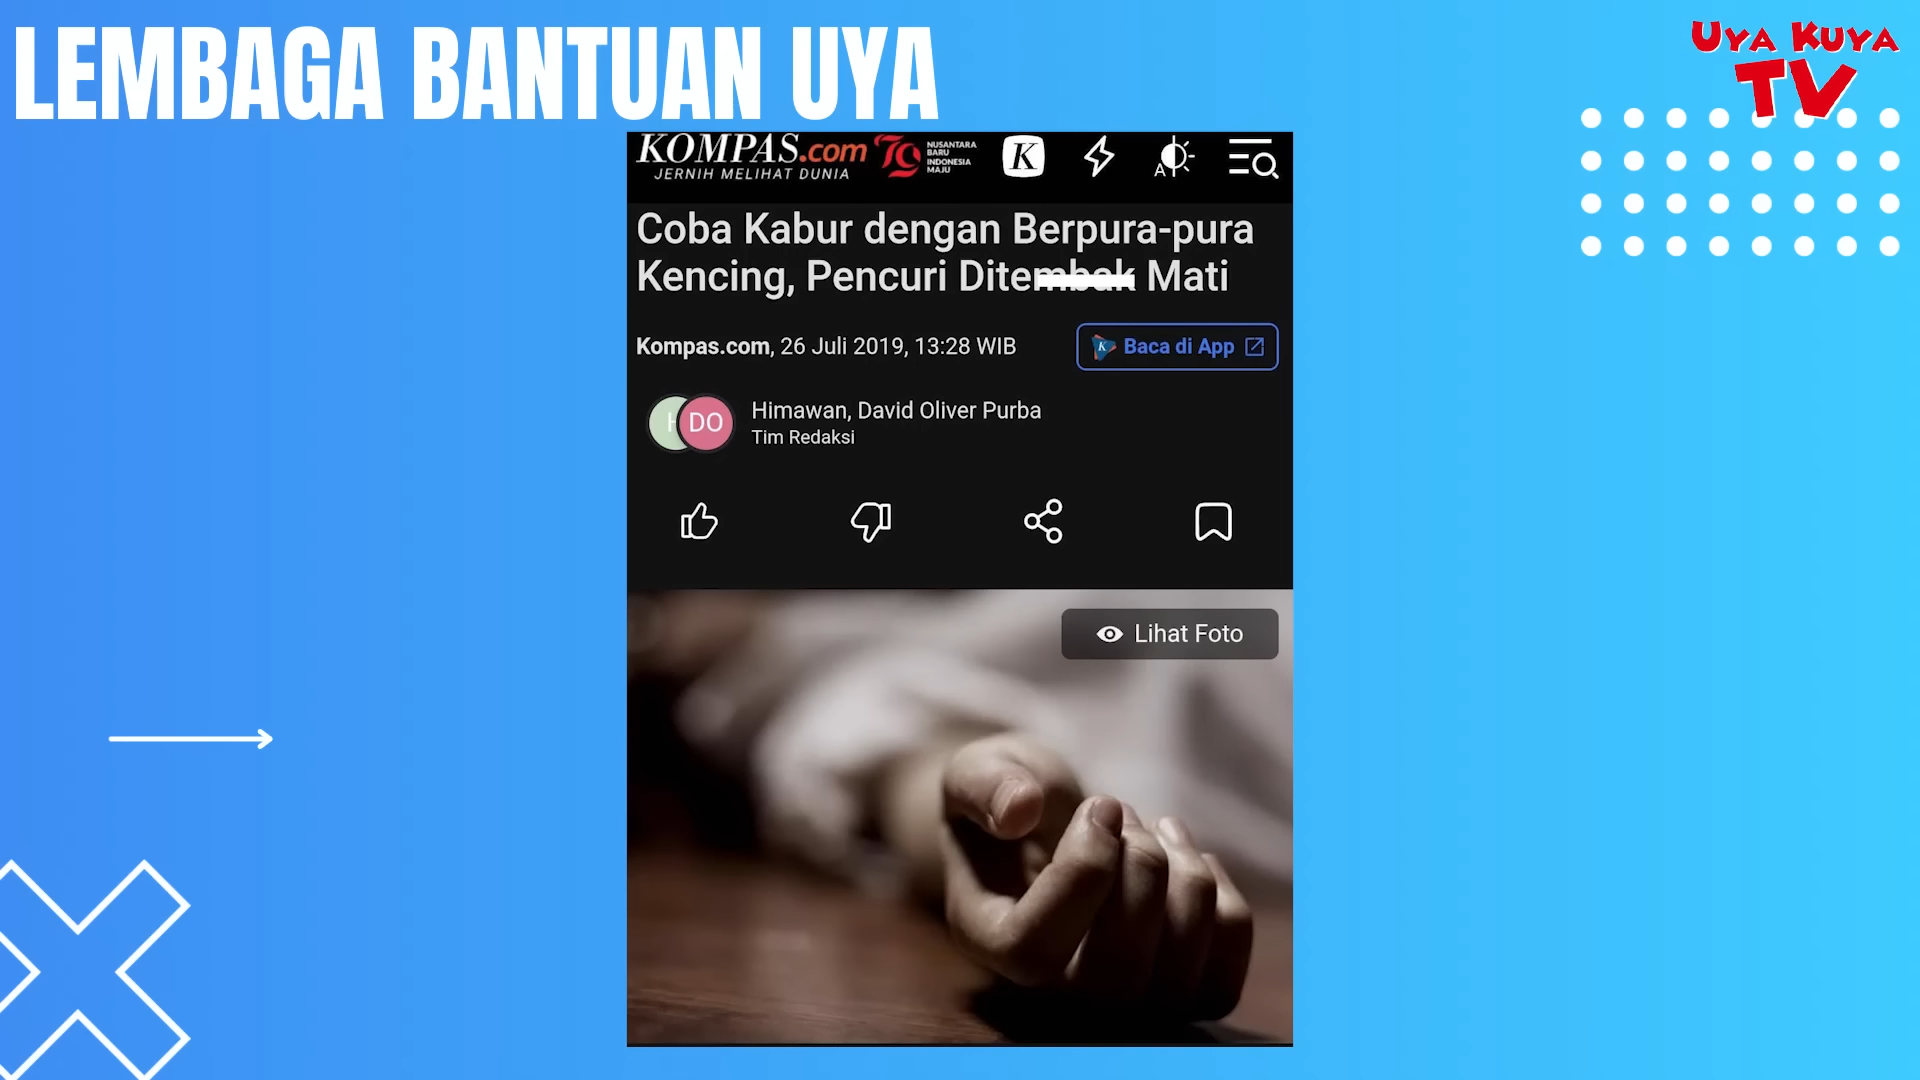 LEMBAGA BANTUAN UYA
UYA KUYA
TV
KOMPAS.com
JERNIH MELIHAT DUNIA
79
NUSANTARA
BARU
INDONESIA
MAJU
K
A
Coba Kabur dengan Berpura-pura
Kencing, Pencuri Ditembak Mati
Kompas.com, 26 Juli 2019, 13:28 WIB
K
Baca di App
H
DO
Himawan, David Oliver Purba
Tim Redaksi
Lihat Foto